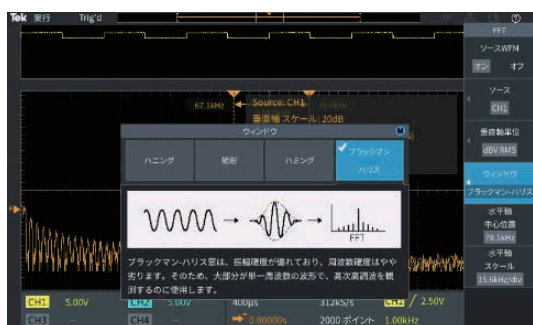 Tek 実行 Trig'd
FFT
ソースWFM
オン オフ
ソース
CH1
垂直軸単位
dBV RMS
ウィンドウ
ブラックマン-ハリス
水平軸
中心位置
78.1kHz
水平軸
スケール
15.6kHz/div
67.1kHz
Source: CH1
垂直軸 スケール: 20dB
ウィンドウ
M
ハニング
矩形
ハミング
ブラックマン
ハリス
FFT
ブラックマン-ハリス窓は、振幅確度が優れており、周波数確度はやや
劣ります。そのため、大部分が単一周波数の波形で、高次高調波を観
測するのに使用します。
CH1 5.00V
CH2 5.00V
400µs
312kS/s
CH1 / 2.50V
CH3
CH4
0.00000s
2000 ポイント
1.00kHz